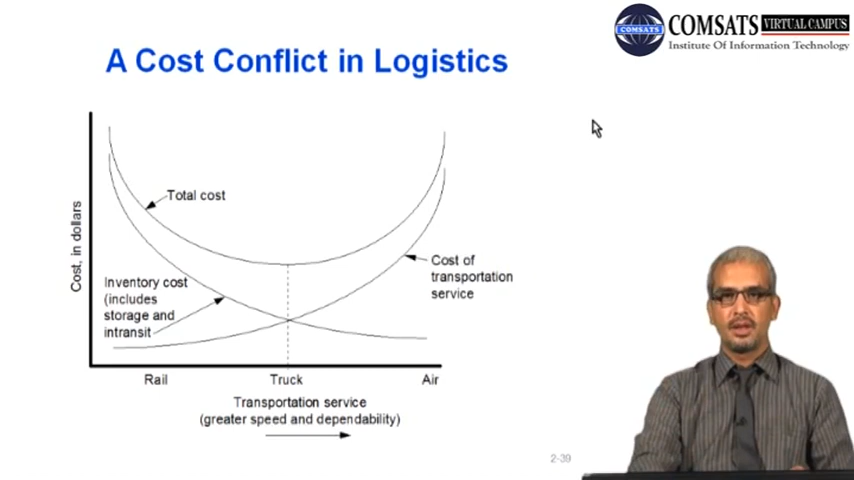 COMSATS
COMSATS VIRTUAL CAMPUS
Institute Of Information Technology
A Cost Conflict in Logistics
Cost, in dollars
Total cost
Inventory cost
(includes
storage and
intransit
Cost of
transportation
service
Rail Truck Air
Transportation service
(greater speed and dependability)
2-39